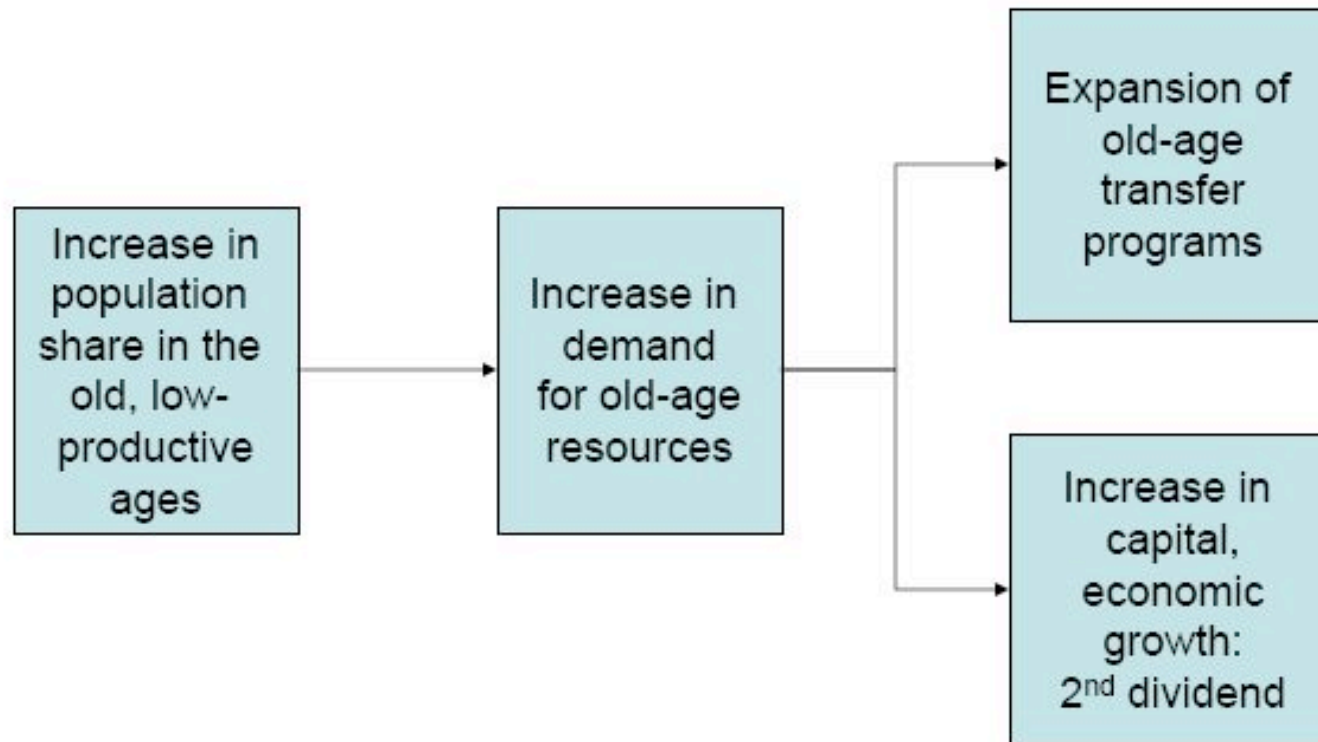 Increase in
population
share in the
old, low-
productive
ages
Increase in
demand
for old-age
resources
Expansion of
old-age
transfer
programs
Increase in
capital,
economic
growth:
2nd dividend